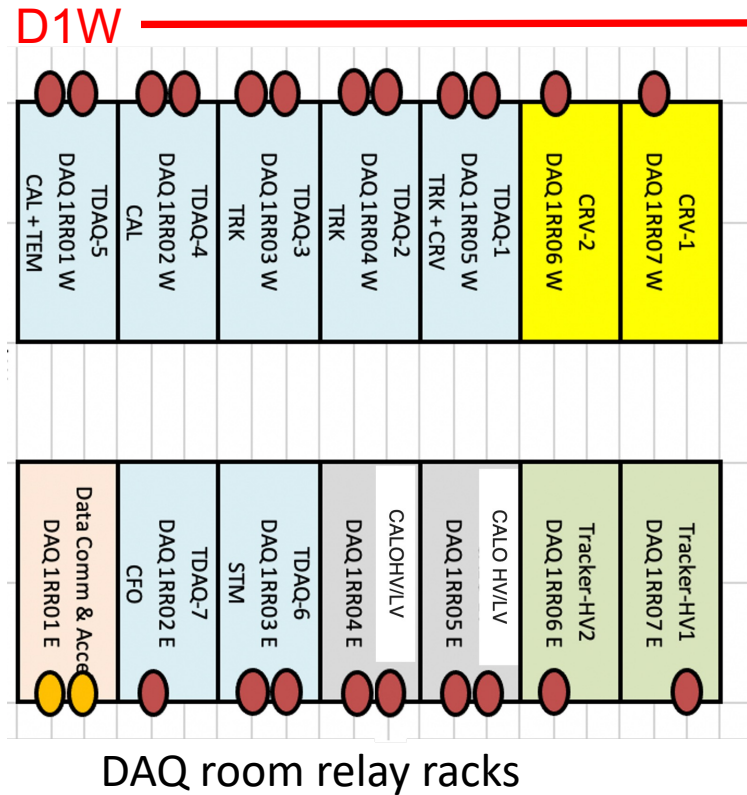 D1W
TDAQ-5
DAQ 1RR01 W
CAL + TEM
TDAQ-4
DAQ 1RR02 W
CAL
TDAQ-3
DAQ 1RR03 W
TRK
TDAQ-2
DAQ 1RR04 W
TRK
TDAQ-1
DAQ 1RR05 W
TRK + CRV
CRV-2
DAQ 1RR06 W
CRV-1
DAQ 1RR07 W
Data Comm & Acce
DAQ 1RR01 E
TDAQ-7
DAQ 1RR02 E
CFO
TDAQ-6
DAQ 1RR03 E
STM
CALOHV/LV
DAQ 1RR04 E
CALO HV/LV
DAQ 1RR05 E
Tracker-HV2
DAQ 1RR06 E
Tracker-HV1
DAQ 1RR07 E
DAQ room relay racks